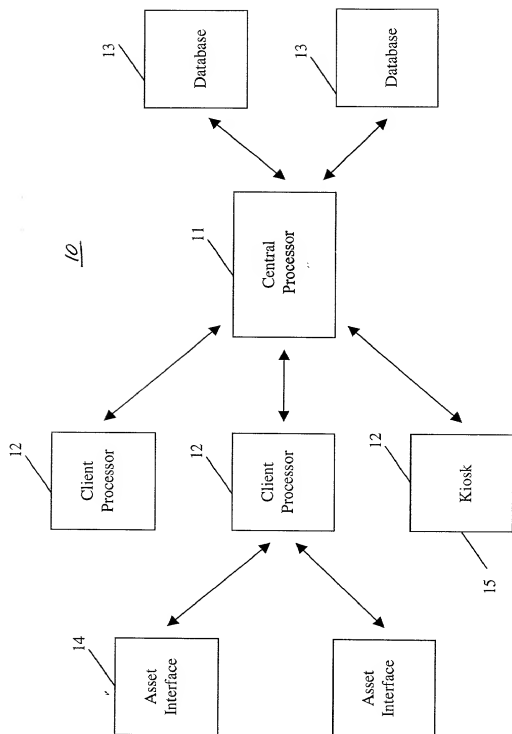 12
Client
Processor
10
14
Asset
Interface
13
Database
12
Client
Processor
11
Central
Processor
13
Database
Asset
Interface
12
Kiosk
15